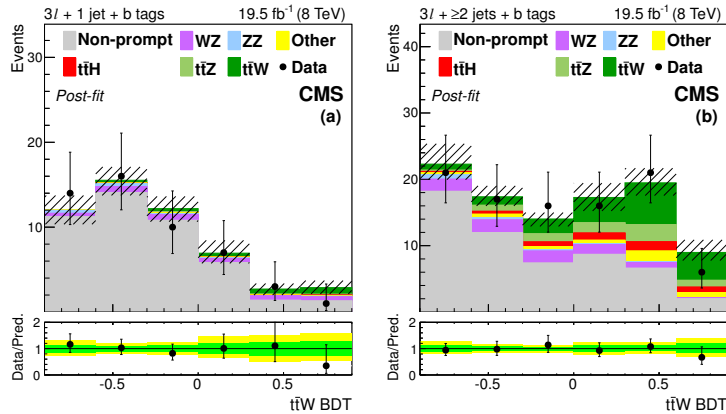 3l + 1 jet + b tags 19.5 fb⁻¹ (8 TeV)
Events
30
20
10
Non-prompt WZ ZZ Other
tt̄H tt̄Z tt̄W Data
Post-fit CMS
(a)
Data/Pred.
2
1
0
-0.5 0 0.5
tt̄W BDT
3l + ≥2 jets + b tags 19.5 fb⁻¹ (8 TeV)
Events
40
30
20
10
Non-prompt WZ ZZ Other
tt̄H tt̄Z tt̄W Data
Post-fit CMS
(b)
Data/Pred.
2
1
0
-0.5 0 0.5
tt̄W BDT